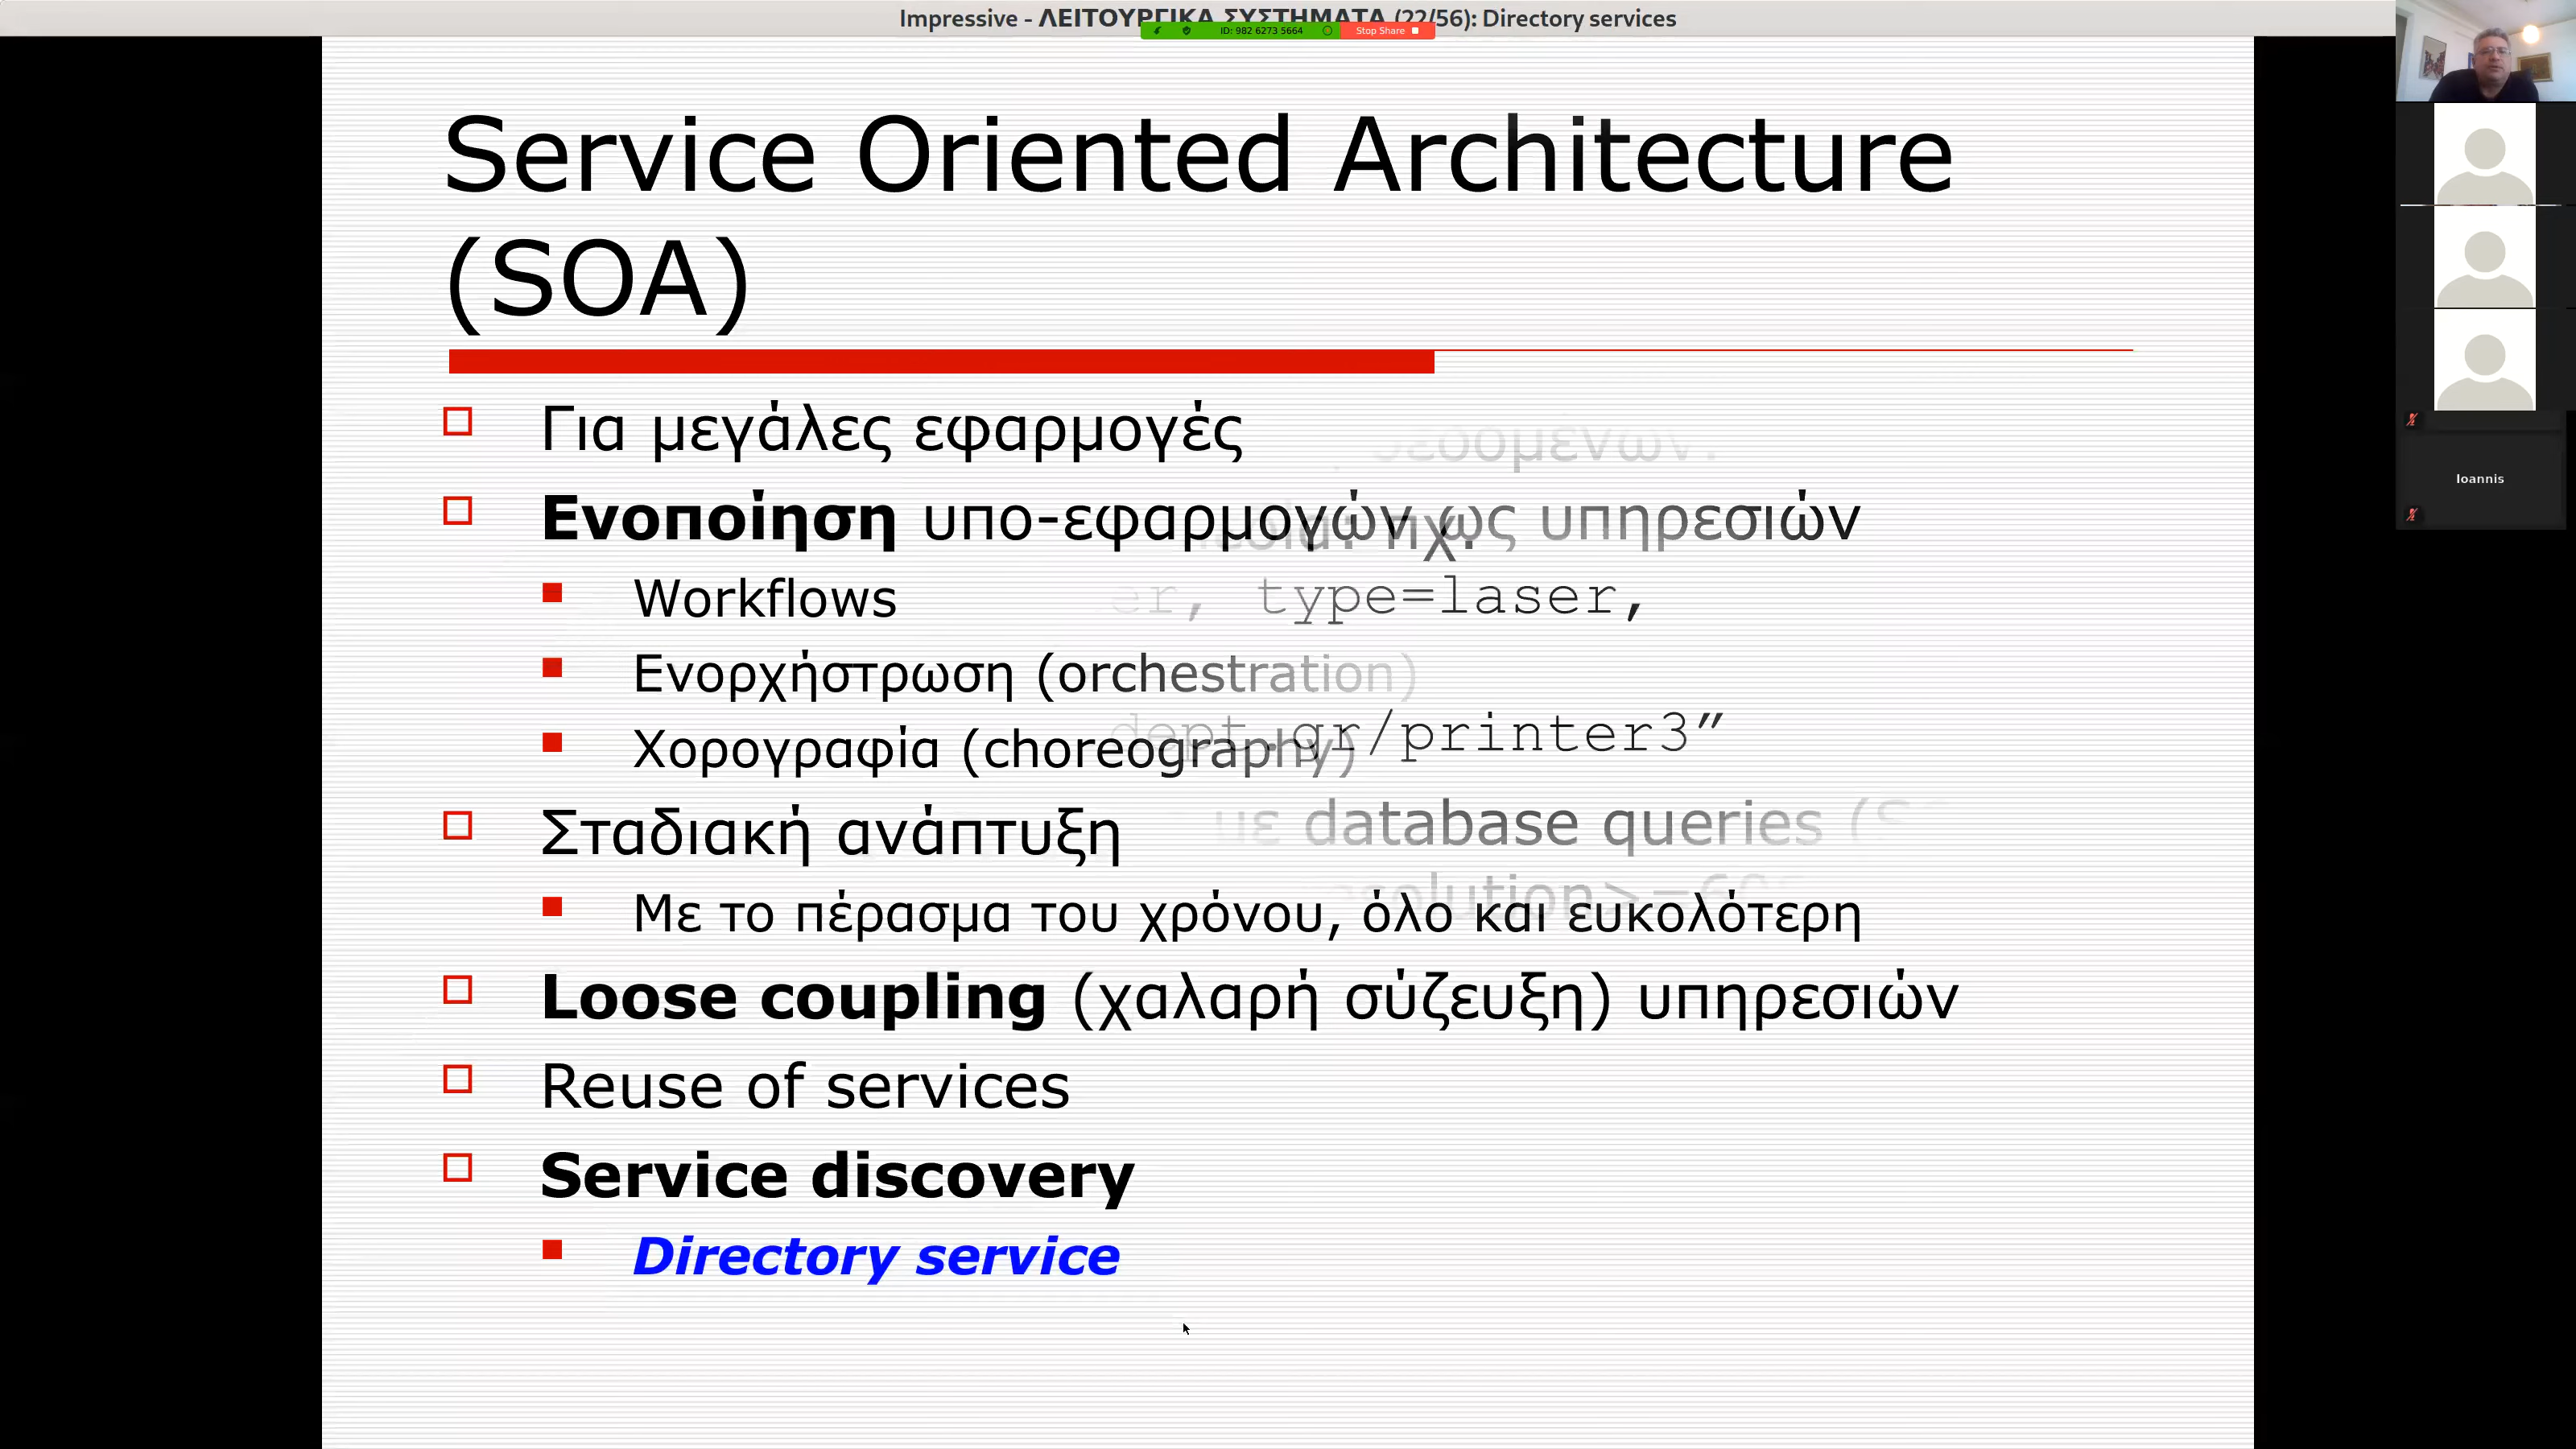 Impressive - ΛΕΙΤΟΥΡΓΙΚΑ ΣΥΣΤΗΜΑΤΑ (22/56): Directory services
ID: 982 6273 5664
Stop Share
Service Oriented Architecture
(SOA)
Για μεγάλες εφαρμογές
δεδομένων.
Ενοποίηση υπο-εφαρμογών ως υπηρεσιών
πχ.
Workflows
type=laser,
Ενορχήστρωση (orchestration)
dept.gr/printer3”
Χορογραφία (choreography)
με database queries
Σταδιακή ανάπτυξη
Με το πέρασμα του χρόνου, όλο και ευκολότερη
Loose coupling (χαλαρή σύζευξη) υπηρεσιών
Reuse of services
Service discovery
Directory service
Ioannis